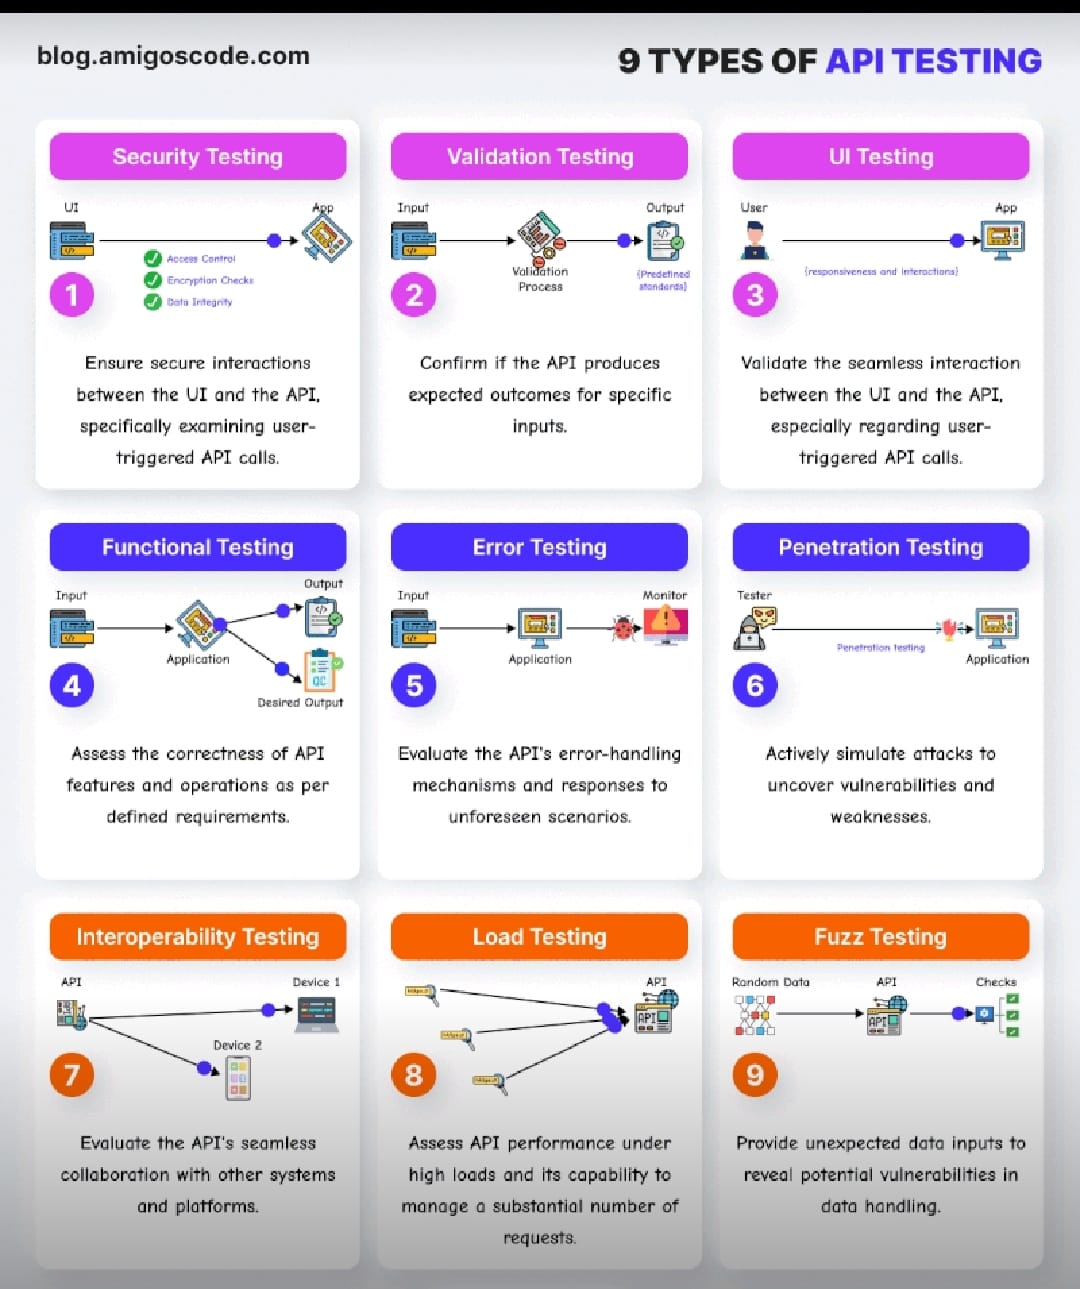 blog.amigoscode.com
9 TYPES OF API TESTING
Security Testing
UI
App
Access Control
Encryption Checks
Data Integrity
1
Ensure secure interactions
between the UI and the API,
specifically examining user-
triggered API calls.
Validation Testing
Input
Output
Validation
Process
{Predefined
standards}
2
Confirm if the API produces
expected outcomes for specific
inputs.
UI Testing
User
App
{responsiveness and interactions}
3
Validate the seamless interaction
between the UI and the API,
especially regarding user-
triggered API calls.
Functional Testing
Input
Output
Application
QC
Desired Output
4
Assess the correctness of API
features and operations as per
defined requirements.
Error Testing
Input
Monitor
Application
5
Evaluate the API's error-handling
mechanisms and responses to
unforeseen scenarios.
Penetration Testing
Tester
Penetration testing
Application
6
Actively simulate attacks to
uncover vulnerabilities and
weaknesses.
Interoperability Testing
API
Device 1
Device 2
7
Evaluate the API's seamless
collaboration with other systems
and platforms.
Load Testing
API
API
8
Assess API performance under
high loads and its capability to
manage a substantial number of
requests.
Fuzz Testing
Random Data
API
Checks
API
9
Provide unexpected data inputs to
reveal potential vulnerabilities in
data handling.